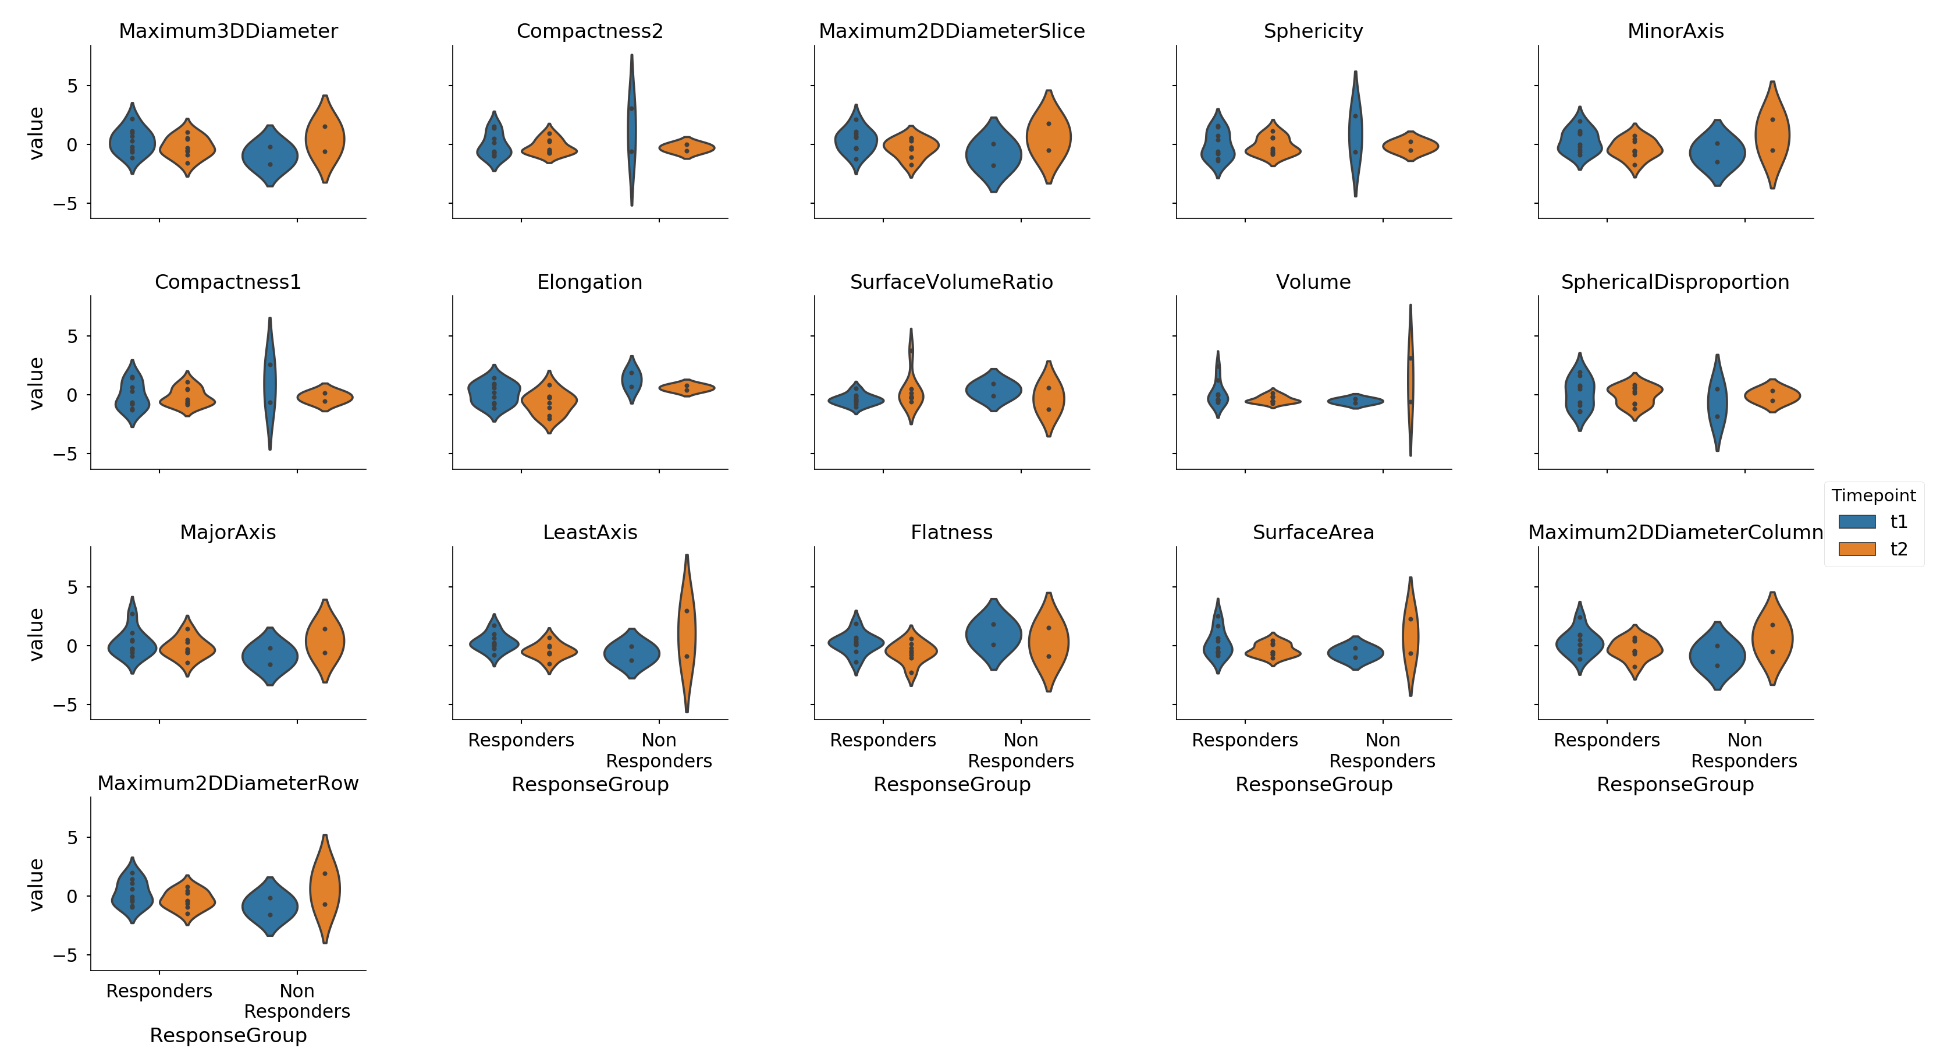 Maximum3DDiameter
Compactness2
Maximum2DDiameterSlice
Sphericity
MinorAxis
value
5
0
−5
Compactness1
Elongation
SurfaceVolumeRatio
Volume
SphericalDisproportion
value
5
0
−5
Timepoint
t1
t2
MajorAxis
LeastAxis
Flatness
SurfaceArea
Maximum2DDiameterColumn
value
5
0
−5
Responders
Non
Responders
ResponseGroup
Responders
Non
Responders
ResponseGroup
Responders
Non
Responders
ResponseGroup
Responders
Non
Responders
ResponseGroup
Maximum2DDiameterRow
value
5
0
−5
Responders
Non
Responders
ResponseGroup